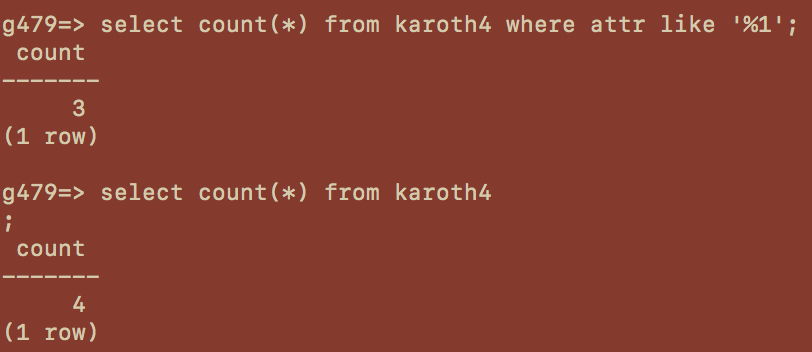 g479=> select count(*) from karoth4 where attr like '%1';
 count
-------
     3
(1 row)

g479=> select count(*) from karoth4
;
 count
-------
     4
(1 row)